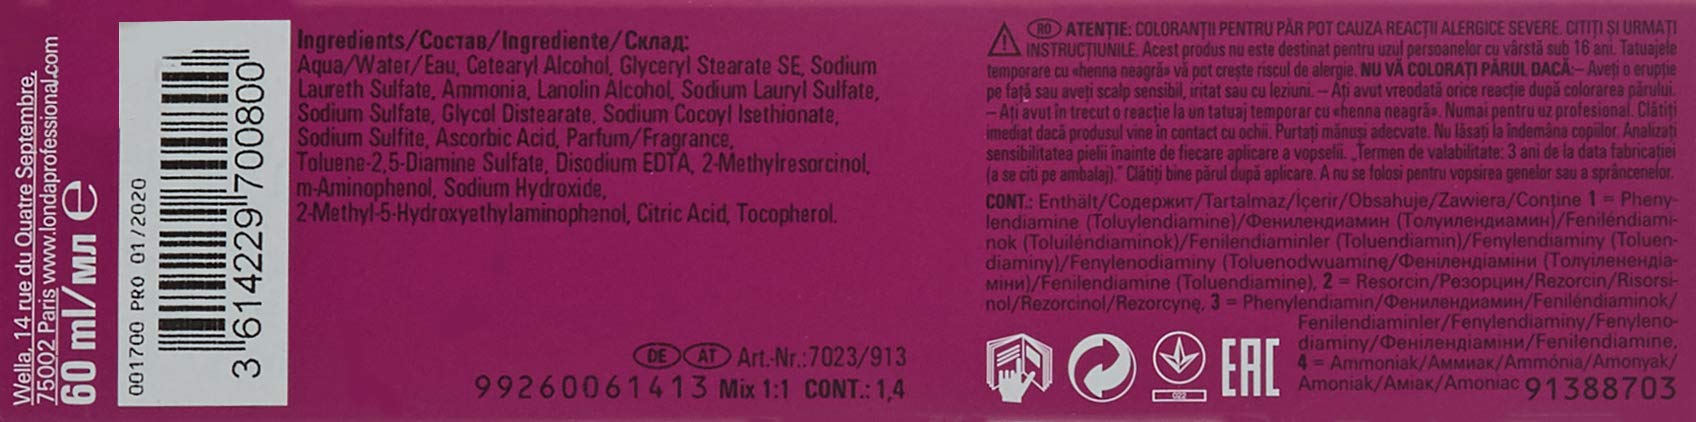 Wella, 14 rue du Quatre Septembre,
75002 Paris www.londaprofessional.com
60 ml/мл e
001700 PRO 01/2020
3 614229 700800
Ingredients/Состав/Ingrediente/Склад:
Aqua/Water/Eau, Cetearyl Alcohol, Glyceryl Stearate SE, Sodium
Laureth Sulfate, Ammonia, Lanolin Alcohol, Sodium Lauryl Sulfate,
Sodium Sulfate, Glycol Distearate, Sodium Cocoyl Isethionate,
Sodium Sulfite, Ascorbic Acid, Parfum/Fragrance,
Toluene-2,5-Diamine Sulfate, Disodium EDTA, 2-Methylresorcinol,
m-Aminophenol, Sodium Hydroxide,
2-Methyl-5-Hydroxyethylaminophenol, Citric Acid, Tocopherol.
DE AT Art.-Nr.:7023/913
99260061413 Mix 1:1 CONT.: 1,4
RO ATENȚIE: COLORANȚII PENTRU PĂR POT CAUZA REACȚII ALERGICE SEVERE. CITIȚI ȘI URMAȚI
INSTRUCȚIUNILE. Acest produs nu este destinat pentru uzul persoanelor cu vârstă sub 16 ani. Tatuajele
temporare cu «henna neagră» vă pot crește riscul de alergie. NU VĂ COLORAȚI PĂRUL DACĂ:– Aveți o erupție
pe față sau aveți scalp sensibil, iritat sau cu leziuni. – Ați avut vreodată orice reacție după colorarea părului.
– Ați avut în trecut o reacție la un tatuaj temporar cu «henna neagră». Numai pentru uz profesional. Clătiți
imediat dacă produsul vine în contact cu ochii. Purtați mănuși adecvate. Nu lăsați la îndemâna copiilor. Analizați
sensibilitatea pielii înainte de fiecare aplicare a vopselii. „Termen de valabilitate: 3 ani de la data fabricației
(a se citi pe ambalaj)." Clătiți bine părul după aplicare. A nu se folosi pentru vopsirea genelor sau a sprâncenelor.
CONT.: Enthält/Содержит/Tartalmaz/İçerir/Obsahuje/Zawiera/Conține 1 = Pheny-
lendiamine (Toluylendiamine)/Фенилендиамин (Толуилендиамин)/Feniléndiami-
nok (Toluiléndiaminok)/Fenilendiaminler (Toluendiamin)/Fenylendiaminy (Toluen-
diaminy)/Fenylenodiaminy (Toluenodwuaminę/Фенілендіаміни (Толуіленендіа-
міни)/Fenilendiamine (Toluendiamine), 2 = Resorcin/Резорцин/Rezorcin/Risorsi-
nol/Rezorcinol/Rezorcynę, 3 = Phenylendiamin/Фенилендиамин/Feniléndiaminok/
Fenilendiaminler/Fenylendiaminy/Fenyleno-
diaminy/Фенілендіаміни/Fenilendiamine,
4 = Ammoniak/Аммиак/Ammónia/Amonyak/
Amoniak/Аміак/Amoniac 91388703
022
EAC